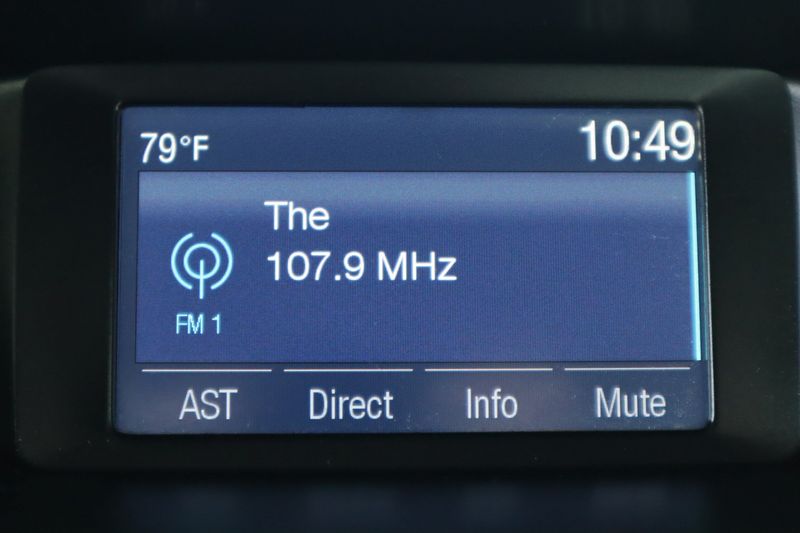 79°F 10:49
The
107.9 MHz
FM 1
AST Direct Info Mute